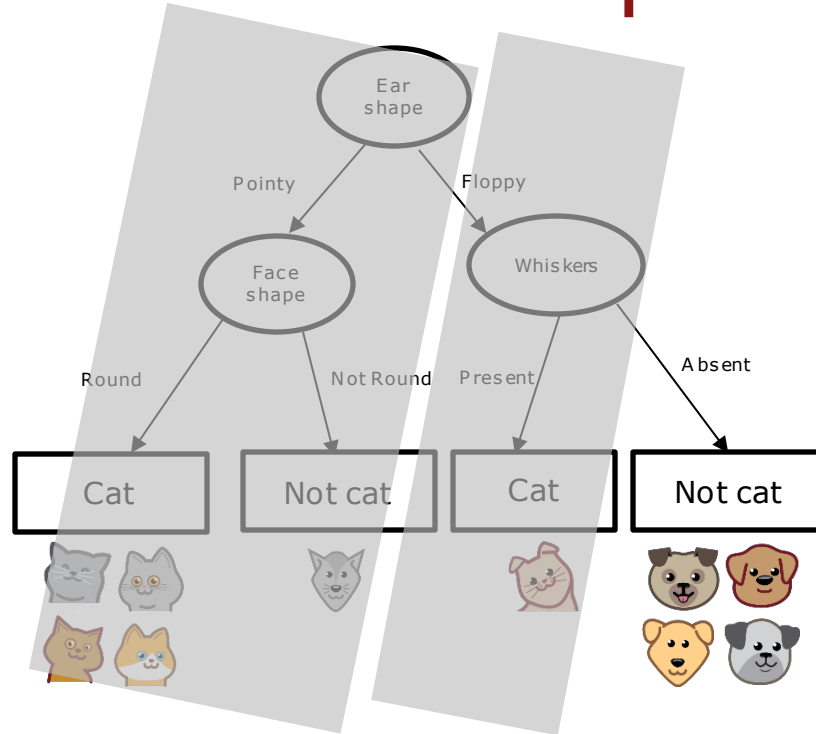 Ear
shape
Pointy
Floppy
Face
shape
Whiskers
Round
Not Round
Present
Absent
Cat
Not cat
Cat
Not cat